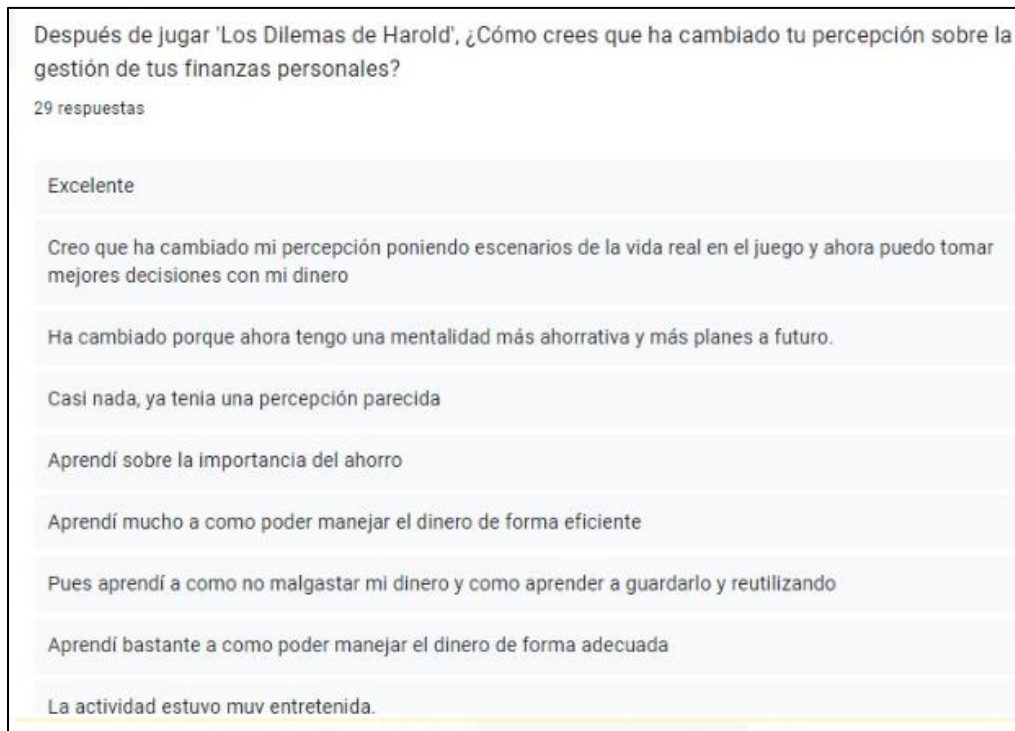 Después de jugar 'Los Dilemas de Harold', ¿Cómo crees que ha cambiado tu percepción sobre la
gestión de tus finanzas personales?
29 respuestas
Excelente
Creo que ha cambiado mi percepción poniendo escenarios de la vida real en el juego y ahora puedo tomar
mejores decisiones con mi dinero
Ha cambiado porque ahora tengo una mentalidad más ahorrativa y más planes a futuro.
Casi nada, ya tenia una percepción parecida
Aprendí sobre la importancia del ahorro
Aprendí mucho a como poder manejar el dinero de forma eficiente
Pues aprendí a como no malgastar mi dinero y como aprender a guardarlo y reutilizando
Aprendí bastante a como poder manejar el dinero de forma adecuada
La actividad estuvo muy entretenida.